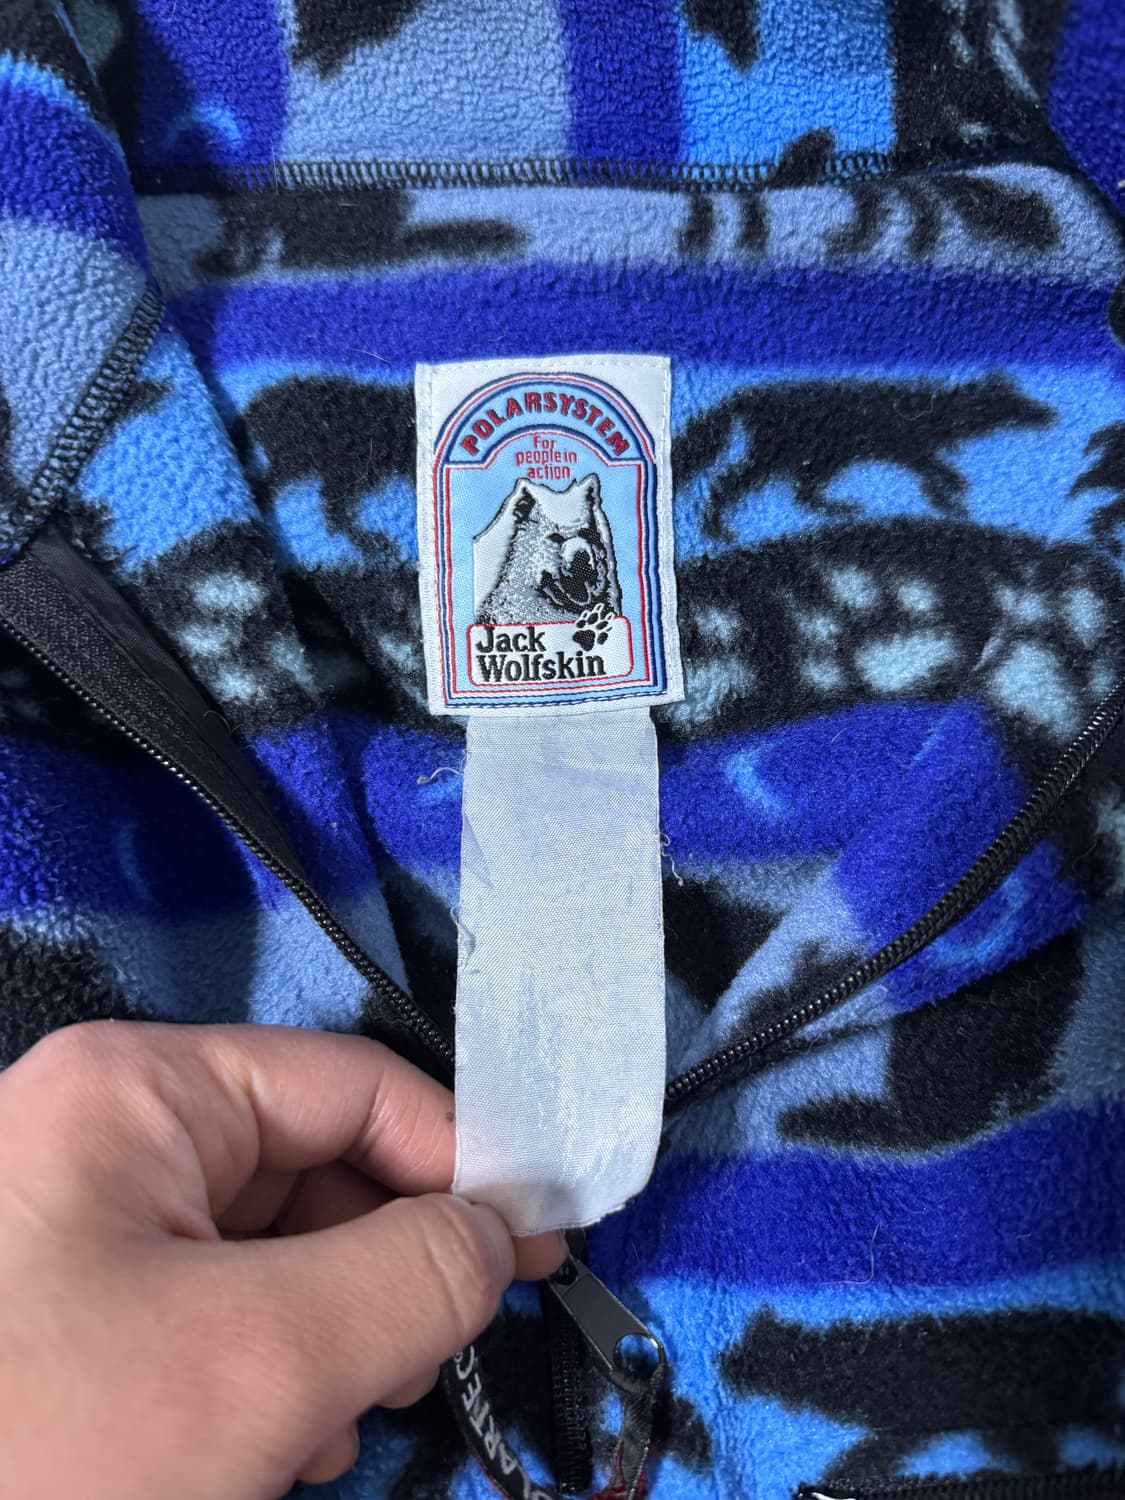 POLARSYSTEM
For
people in
action
Jack
Wolfskin